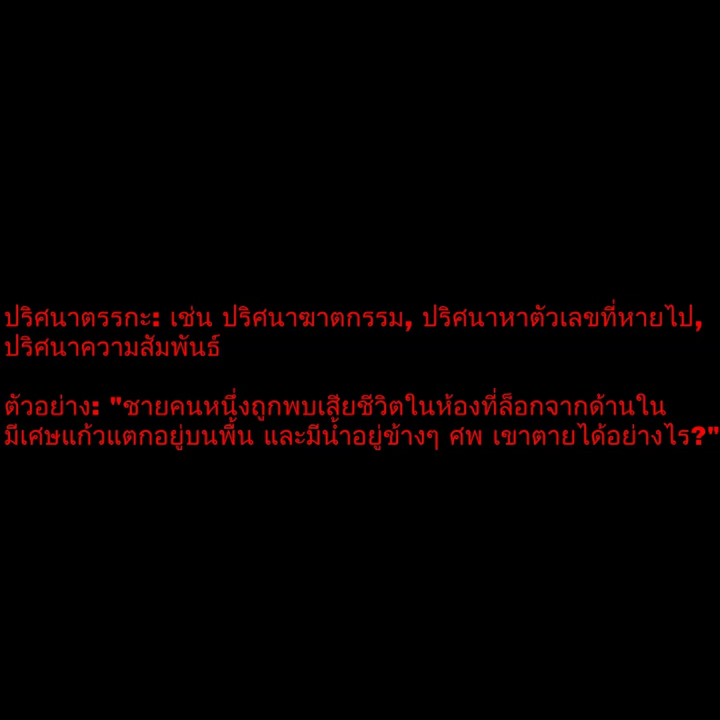 ปริศนาตรรกะ: เช่น ปริศนาฆาตกรรม, ปริศนาหาตัวเลขที่หายไป,
ปริศนาความสัมพันธ์
ตัวอย่าง: "ชายคนหนึ่งถูกพบเสียชีวิตในห้องที่ล็อกจากด้านใน
มีเศษแก้วแตกอยู่บนพื้น และมีน้ำอยู่ข้างๆ ศพ เขาตายได้อย่างไร?"